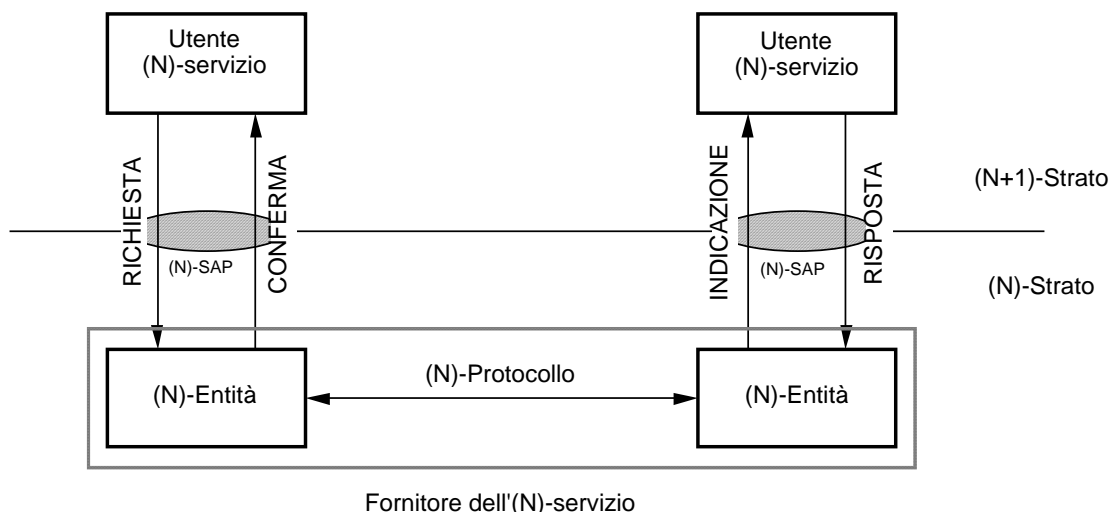 Utente
(N)-servizio
Utente
(N)-servizio
RICHIESTA
CONFERMA
INDICAZIONE
RISPOSTA
(N+1)-Strato
(N)-SAP
(N)-SAP
(N)-Strato
(N)-Entità
(N)-Protocollo
(N)-Entità
Fornitore dell'(N)-servizio